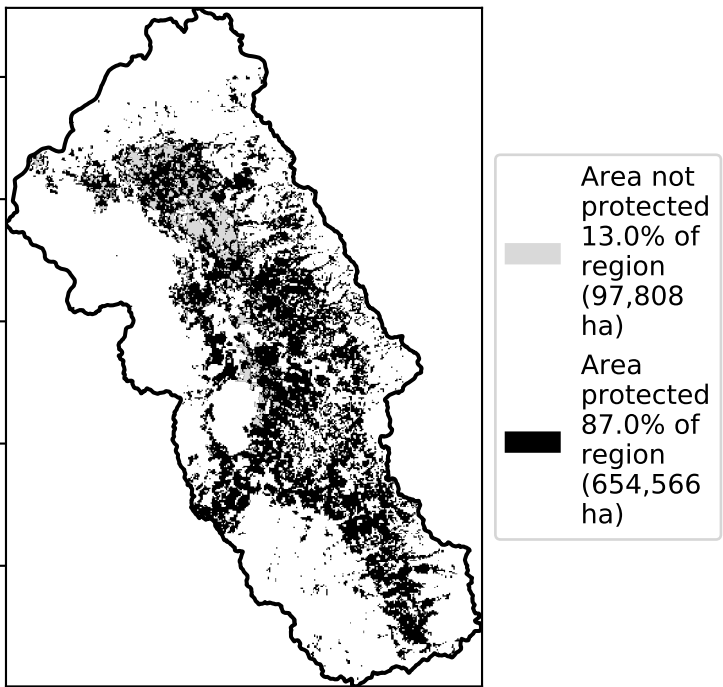 Area not
protected
13.0% of
region
(97,808
ha)
Area
protected
87.0% of
region
(654,566
ha)